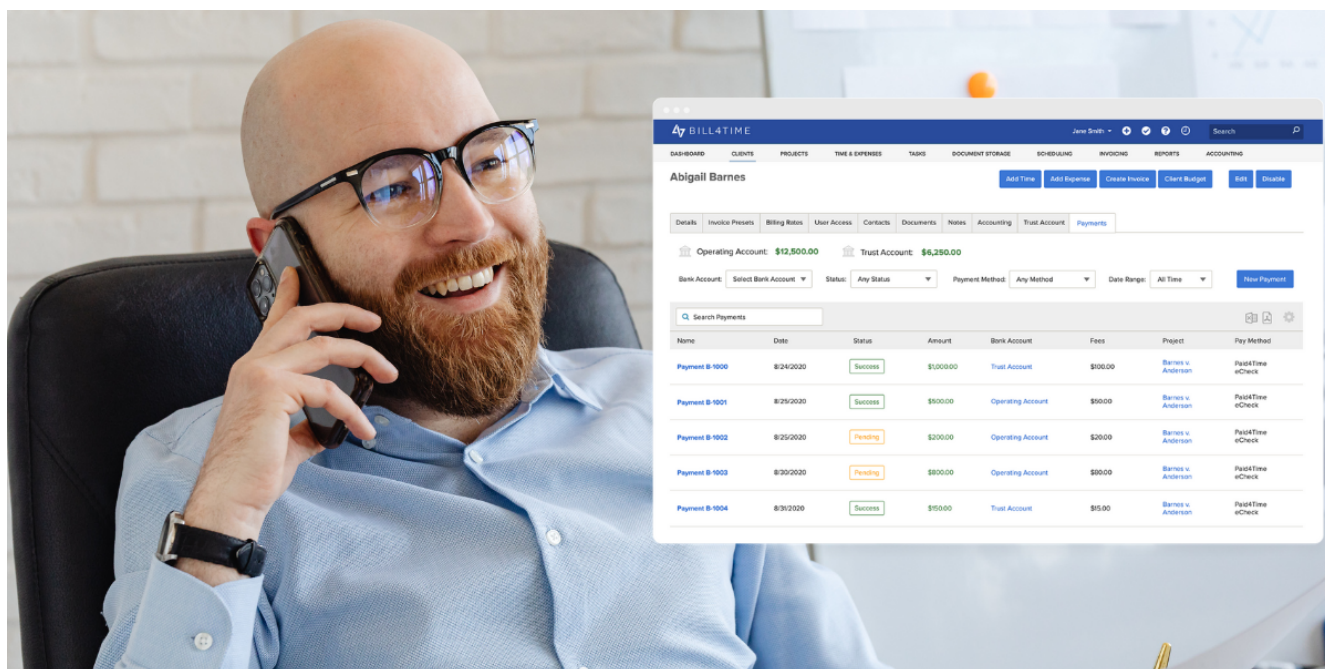 BILL4TIME
Jane Smith
Search
DASHBOARD CLIENTS PROJECTS TIME & EXPENSES TASKS DOCUMENT STORAGE SCHEDULING INVOICING REPORTS ACCOUNTING
Abigail Barnes
Add Time Add Expense Create Invoice Client Budget Edit Disable
Details Invoice Presets Billing Rates User Access Contacts Documents Notes Accounting Trust Account Payments
Operating Account: $12,500.00 Trust Account: $6,250.00
Bank Account: Select Bank Account Status: Any Status Payment Method: Any Method Date Range: All Time New Payment
Search Payments
Name Date Status Amount Bank Account Fees Project Pay Method
Payment B-1000 8/24/2020 Success $1,000.00 Trust Account $100.00 Barnes v. Anderson Paid4Time eCheck
Payment B-1001 8/25/2020 Success $500.00 Operating Account $50.00 Barnes v. Anderson Paid4Time eCheck
Payment B-1002 8/25/2020 Pending $200.00 Operating Account $20.00 Barnes v. Anderson Paid4Time eCheck
Payment B-1003 8/30/2020 Pending $800.00 Operating Account $80.00 Barnes v. Anderson Paid4Time eCheck
Payment B-1004 8/31/2020 Success $150.00 Trust Account $15.00 Barnes v. Anderson Paid4Time eCheck